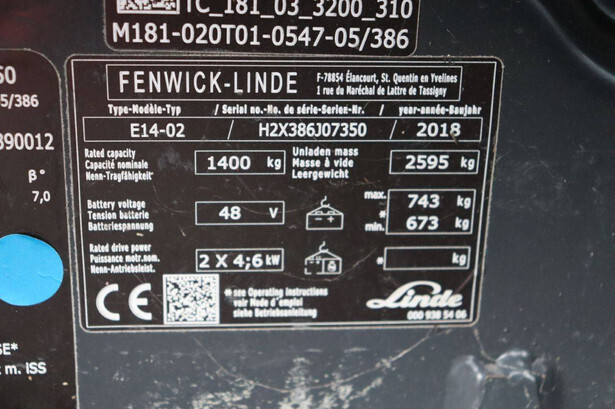 TC_181_03_3200_310
M181-020T01-0547-05/386
05/386
890012
β°
7,0
FENWICK-LINDE
F-78854 Élancourt, St. Quentin en Yvelines
1 rue du Maréchal de Lattre de Tassigny
Type-Modèle-Typ / Serial no.-No. de série-Serien-Nr. / year-année-Baujahr
E14-02 / H2X386J07350 / 2018
Rated capacity
Capacité nominale
Nenn-Tragfähigkeit
1400 kg
Unladen mass
Masse à vide
Leergewicht
2595 kg
Battery voltage
Tension batterie
Batteriespannung
48 V
max. 743 kg
*
min. 673 kg
Rated drive power
Puissance motr.nom.
Nenn-Antriebsleist.
2 X 4,6 kW
* kg
CE
*see Operating Instructions
voir Mode d'emploi
siehe Betriebsanleitung
Linde
000 938 54 06
SE*
t m. ISS